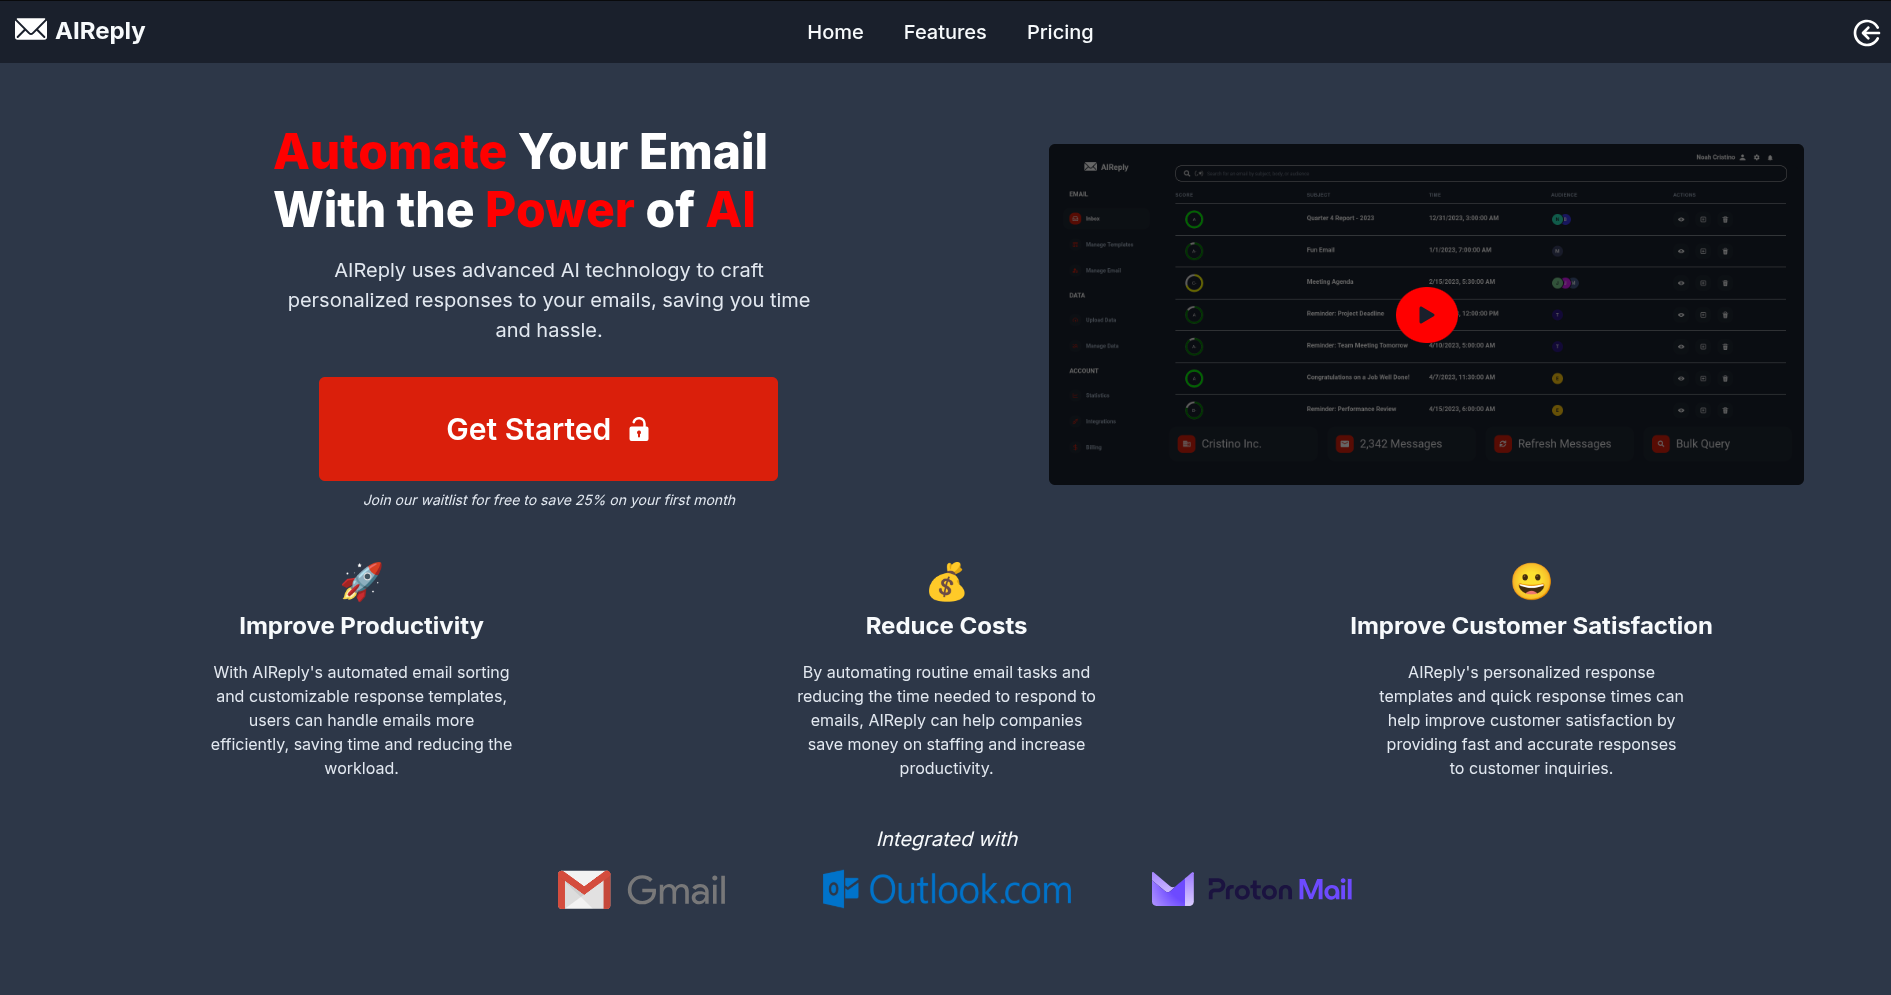 AIReply
Home
Features
Pricing
Automate Your Email
With the Power of AI
AIReply uses advanced AI technology to craft
personalized responses to your emails, saving you time
and hassle.
Get Started
Join our waitlist for free to save 25% on your first month
Noah Cristino
AIReply
EMAIL
Inbox
Manage Templates
Manage Email
DATA
Upload Data
Manage Data
ACCOUNT
Statistics
Integrations
Billing
SCORE
SUBJECT
TIME
AUDIENCE
ACTIONS
Quarter 4 Report - 2023
12/31/2023, 3:00:00 AM
Fun Email
1/1/2023, 7:00:00 AM
Meeting Agenda
2/15/2023, 5:30:00 AM
Reminder: Project Deadline
12:00:00 PM
Reminder: Team Meeting Tomorrow
4/10/2023, 5:00:00 AM
Congratulations on a Job Well Done!
4/7/2023, 11:30:00 AM
Reminder: Performance Review
4/15/2023, 6:00:00 AM
Cristino Inc.
2,342 Messages
Refresh Messages
Bulk Query
Improve Productivity
With AIReply's automated email sorting
and customizable response templates,
users can handle emails more
efficiently, saving time and reducing the
workload.
Reduce Costs
By automating routine email tasks and
reducing the time needed to respond to
emails, AIReply can help companies
save money on staffing and increase
productivity.
Improve Customer Satisfaction
AIReply's personalized response
templates and quick response times can
help improve customer satisfaction by
providing fast and accurate responses
to customer inquiries.
Integrated with
Gmail
Outlook.com
Proton Mail